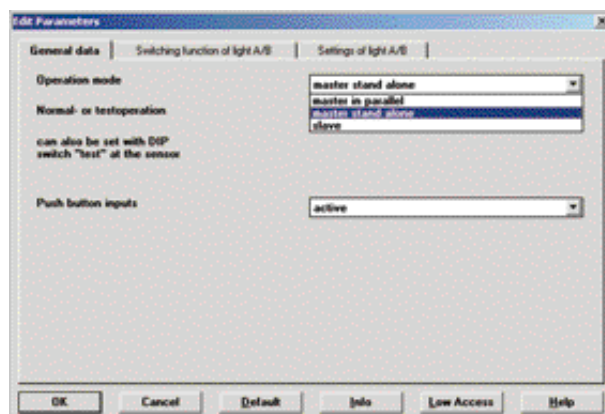 Edit Parameters
General data
Switching function of light A/B
Settings of light A/B
Operation mode
master stand alone
master in parallel
master stand alone
slave
Normal- or testoperation
can also be set with DIP
switch "test" at the sensor
Push button inputs
active
OK
Cancel
Default
Info
Low Access
Help